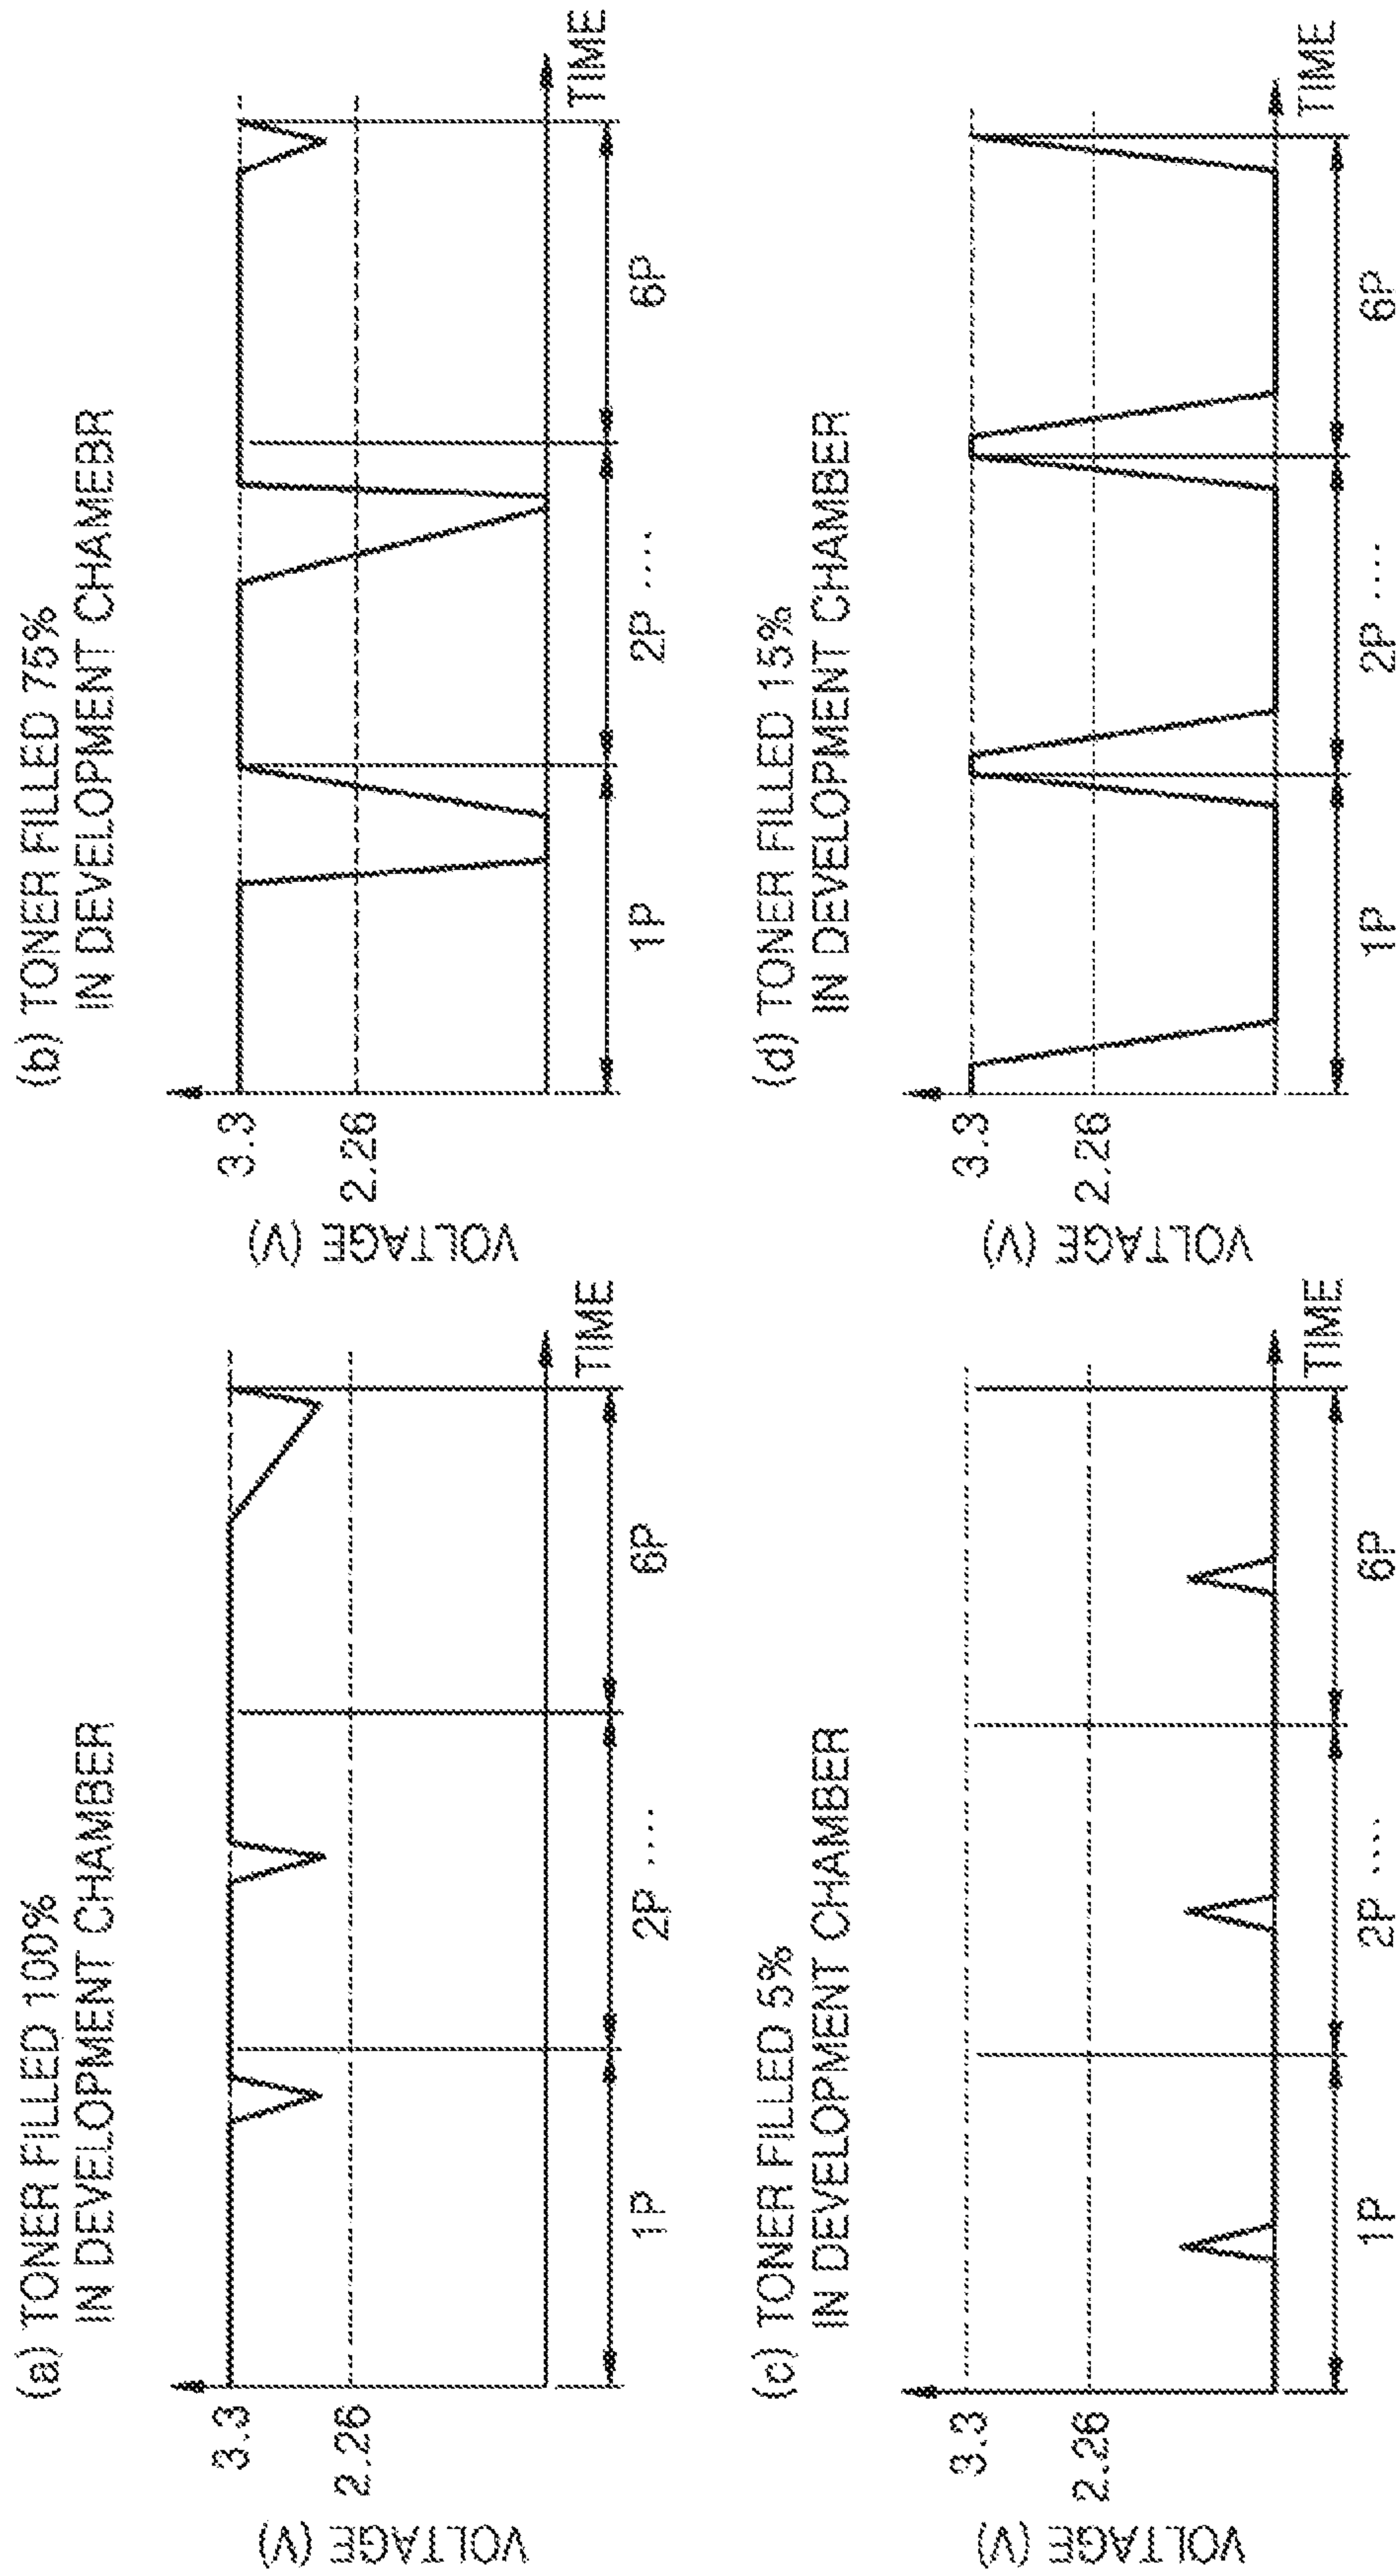 (a) TONER FILLED 100%
IN DEVELOPMENT CHAMBER
VOLTAGE (V)
3.3
2.26
1P
2P ....
6P
TIME
(b) TONER FILLED 75%
IN DEVELOPMENT CHAMEBR
VOLTAGE (V)
3.3
2.26
1P
2P ....
6P
TIME
(c) TONER FILLED 5%
IN DEVELOPMENT CHAMBER
VOLTAGE (V)
3.3
2.26
1P
2P ....
6P
TIME
(d) TONER FILLED 15%
IN DEVELOPMENT CHAMBER
VOLTAGE (V)
3.3
2.26
1P
2P ....
6P
TIME